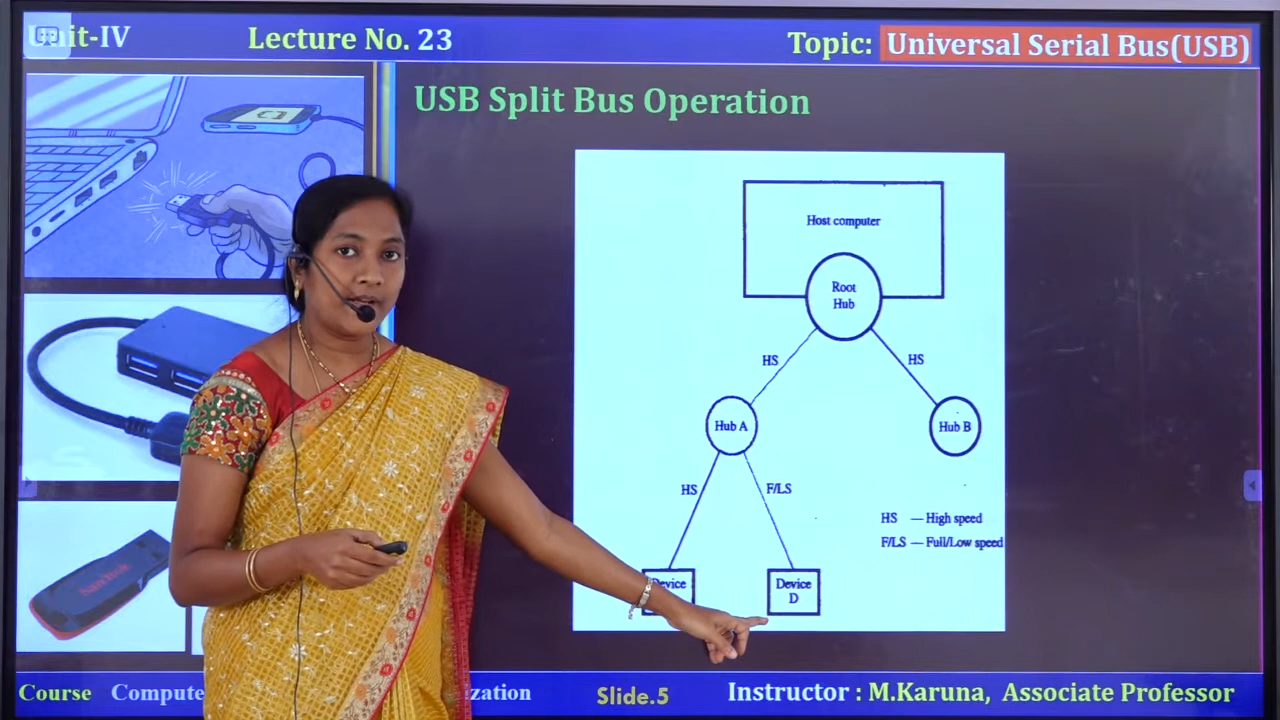 Unit-IV
Lecture No. 23
Topic: Universal Serial Bus(USB)
USB Split Bus Operation
Host computer
Root
Hub
HS
HS
Hub A
Hub B
HS
F/LS
HS — High speed
F/LS — Full/Low speed
Device
Device
D
SanDisk
Course
Slide.5
Instructor : M.Karuna, Associate Professor